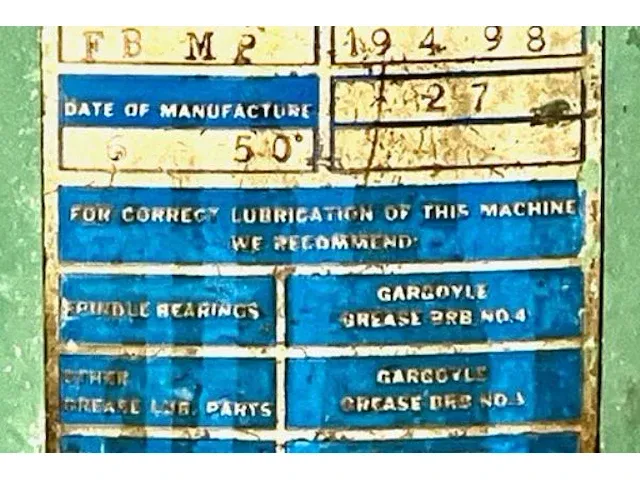 FB MP 19498
DATE OF MANUFACTURE 27
6 50
FOR CORRECT LUBRICATION OF THIS MACHINE
WE RECOMMEND:
SPINDLE BEARINGS
GARGOYLE
GREASE BRB NO.4
OTHER
GREASE LUB. PARTS
GARGOYLE
GREASE BRB NO.